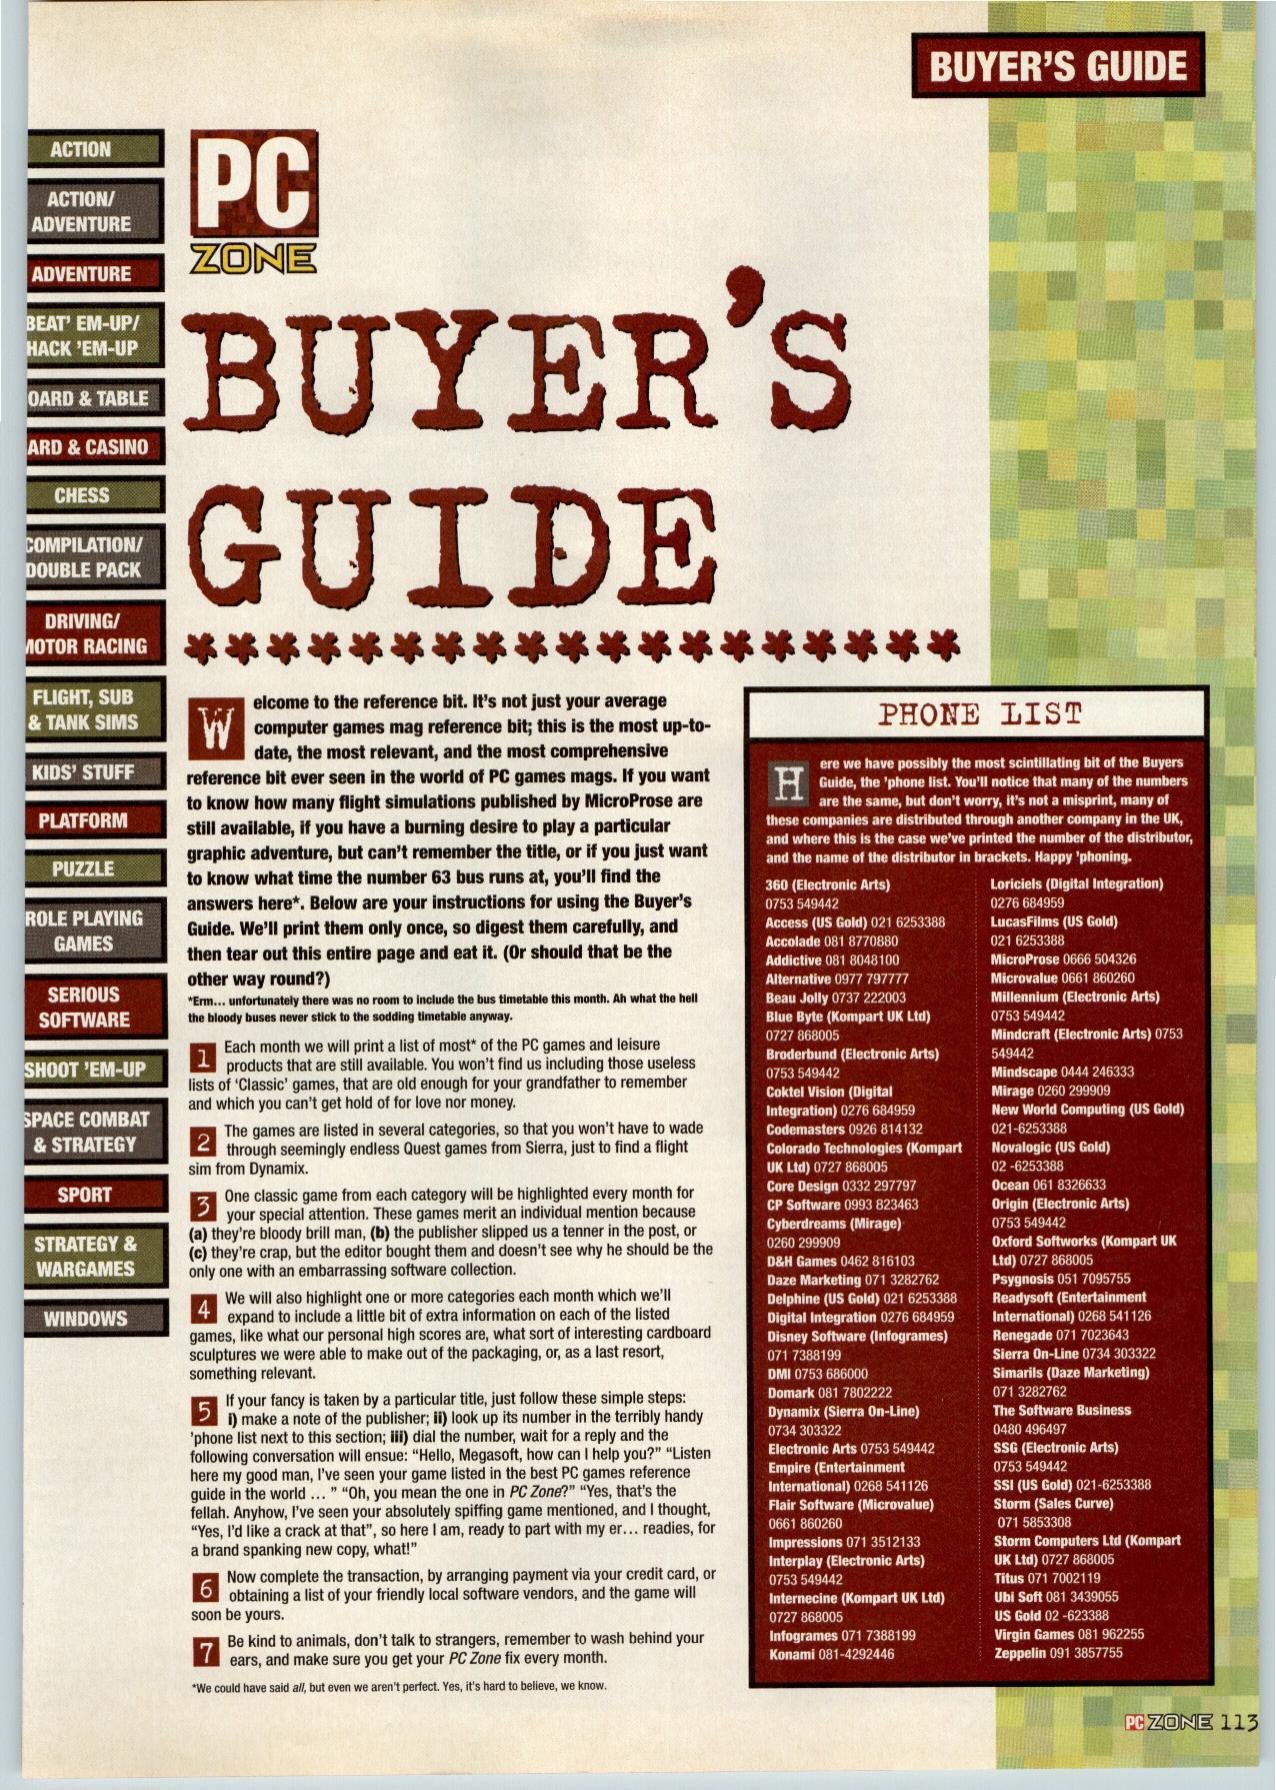 BUYER'S GUIDE
ACTION
ACTION/
ADVENTURE
ADVENTURE
BEAT' EM-UP/
HACK 'EM-UP
OARD & TABLE
ARD & CASINO
CHESS
COMPILATION/
DOUBLE PACK
DRIVING/
MOTOR RACING
FLIGHT, SUB
& TANK SIMS
KIDS' STUFF
PLATFORM
PUZZLE
ROLE PLAYING
GAMES
SERIOUS
SOFTWARE
SHOOT 'EM-UP
SPACE COMBAT
& STRATEGY
SPORT
STRATEGY &
WARGAMES
WINDOWS
PC
ZONE
BUYER'S
GUIDE
Welcome to the reference bit. It's not just your average
computer games mag reference bit; this is the most up-to-
date, the most relevant, and the most comprehensive
reference bit ever seen in the world of PC games mags. If you want
to know how many flight simulations published by MicroProse are
still available, if you have a burning desire to play a particular
graphic adventure, but can't remember the title, or if you just want
to know what time the number 63 bus runs at, you'll find the
answers here*. Below are your instructions for using the Buyer's
Guide. We'll print them only once, so digest them carefully, and
then tear out this entire page and eat it. (Or should that be the
other way round?)
*Erm... unfortunately there was no room to include the bus timetable this month. Ah what the hell
the bloody buses never stick to the sodding timetable anyway.
1 Each month we will print a list of most* of the PC games and leisure
products that are still available. You won't find us including those useless
lists of 'Classic' games, that are old enough for your grandfather to remember
and which you can't get hold of for love nor money.
2 The games are listed in several categories, so that you won't have to wade
through seemingly endless Quest games from Sierra, just to find a flight
sim from Dynamix.
3 One classic game from each category will be highlighted every month for
your special attention. These games merit an individual mention because
(a) they're bloody brill man, (b) the publisher slipped us a tenner in the post, or
(c) they're crap, but the editor bought them and doesn't see why he should be the
only one with an embarrassing software collection.
4 We will also highlight one or more categories each month which we'll
expand to include a little bit of extra information on each of the listed
games, like what our personal high scores are, what sort of interesting cardboard
sculptures we were able to make out of the packaging, or, as a last resort,
something relevant.
5 If your fancy is taken by a particular title, just follow these simple steps:
i) make a note of the publisher; ii) look up its number in the terribly handy
'phone list next to this section; iii) dial the number, wait for a reply and the
following conversation will ensue: "Hello, Megasoft, how can I help you?" "Listen
here my good man, I've seen your game listed in the best PC games reference
guide in the world ... " "Oh, you mean the one in PC Zone?" "Yes, that's the
fellah. Anyhow, I've seen your absolutely spiffing game mentioned, and I thought,
"Yes, I'd like a crack at that", so here I am, ready to part with my er... readies, for
a brand spanking new copy, what!"
6 Now complete the transaction, by arranging payment via your credit card, or
obtaining a list of your friendly local software vendors, and the game will
soon be yours.
7 Be kind to animals, don't talk to strangers, remember to wash behind your
ears, and make sure you get your PC Zone fix every month.
*We could have said all, but even we aren't perfect. Yes, it's hard to believe, we know.
PHONE LIST
Here we have possibly the most scintillating bit of the Buyers
Guide, the 'phone list. You'll notice that many of the numbers
are the same, but don't worry, it's not a misprint, many of
these companies are distributed through another company in the UK,
and where this is the case we've printed the number of the distributor,
and the name of the distributor in brackets. Happy 'phoning.
360 (Electronic Arts)
0753 549442
Access (US Gold) 021 6253388
Accolade 081 8770880
Addictive 081 8048100
Alternative 0977 797777
Beau Jolly 0737 222003
Blue Byte (Kompart UK Ltd)
0727 868005
Broderbund (Electronic Arts)
0753 549442
Coktel Vision (Digital
Integration) 0276 684959
Codemasters 0926 814132
Colorado Technologies (Kompart
UK Ltd) 0727 868005
Core Design 0332 297797
CP Software 0993 823463
Cyberdreams (Mirage)
0260 299909
D&H Games 0462 816103
Daze Marketing 071 3282762
Delphine (US Gold) 021 6253388
Digital Integration 0276 684959
Disney Software (Infogrames)
071 7388199
DMI 0753 686000
Domark 081 7802222
Dynamix (Sierra On-Line)
0734 303322
Electronic Arts 0753 549442
Empire (Entertainment
International) 0268 541126
Flair Software (Microvalue)
0661 860260
Impressions 071 3512133
Interplay (Electronic Arts)
0753 549442
Internecine (Kompart UK Ltd)
0727 868005
Infogrames 071 7388199
Konami 081-4292446
Loriciels (Digital Integration)
0276 684959
LucasFilms (US Gold)
021 6253388
MicroProse 0666 504326
Microvalue 0661 860260
Millennium (Electronic Arts)
0753 549442
Mindcraft (Electronic Arts) 0753
549442
Mindscape 0444 246333
Mirage 0260 299909
New World Computing (US Gold)
021-6253388
Novalogic (US Gold)
02 -6253388
Ocean 061 8326633
Origin (Electronic Arts)
0753 549442
Oxford Softworks (Kompart UK
Ltd) 0727 868005
Psygnosis 051 7095755
Readysoft (Entertainment
International) 0268 541126
Renegade 071 7023643
Sierra On-Line 0734 303322
Simarils (Daze Marketing)
071 3282762
The Software Business
0480 496497
SSG (Electronic Arts)
0753 549442
SSI (US Gold) 021-6253388
Storm (Sales Curve)
071 5853308
Storm Computers Ltd (Kompart
UK Ltd) 0727 868005
Titus 071 7002119
Ubi Soft 081 3439055
US Gold 02 -623388
Virgin Games 081 962255
Zeppelin 091 3857755
PC ZONE 113